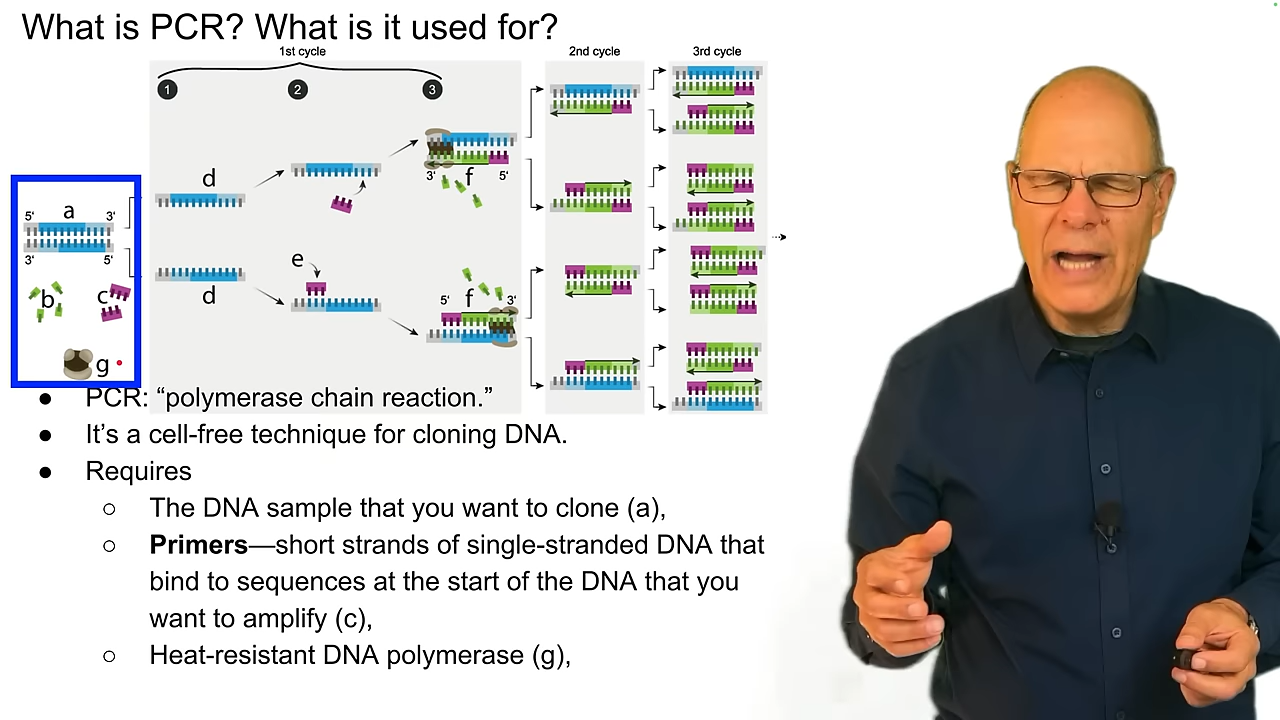 What is PCR? What is it used for?
1st cycle
2nd cycle
3rd cycle
1
2
3
d
3'
f
5'
5'
a
3'
3'
5'
b
c
g
d
e
5'
f
3'
● PCR: “polymerase chain reaction.”
● It’s a cell-free technique for cloning DNA.
● Requires
○ The DNA sample that you want to clone (a),
○ Primers—short strands of single-stranded DNA that
bind to sequences at the start of the DNA that you
want to amplify (c),
○ Heat-resistant DNA polymerase (g),